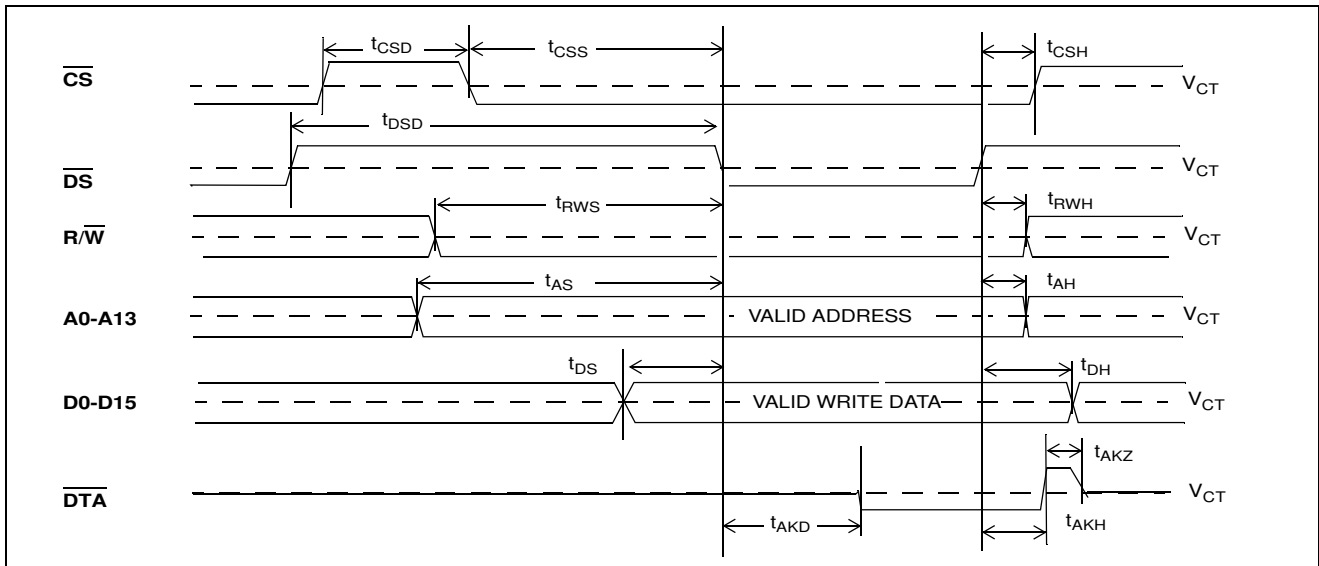 tCSD
tCSS
tCSH
CS
VCT
tDSD
DS
VCT
tRWS
tRWH
R/W
VCT
tAS
tAH
A0-A13
VALID ADDRESS
VCT
tDS
tDH
D0-D15
VALID WRITE DATA
VCT
tAKZ
DTA
VCT
tAKD
tAKH